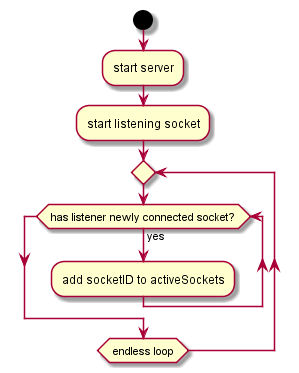 start server
start listening socket
has listener newly connected socket?
yes
add socketID to activeSockets
endless loop